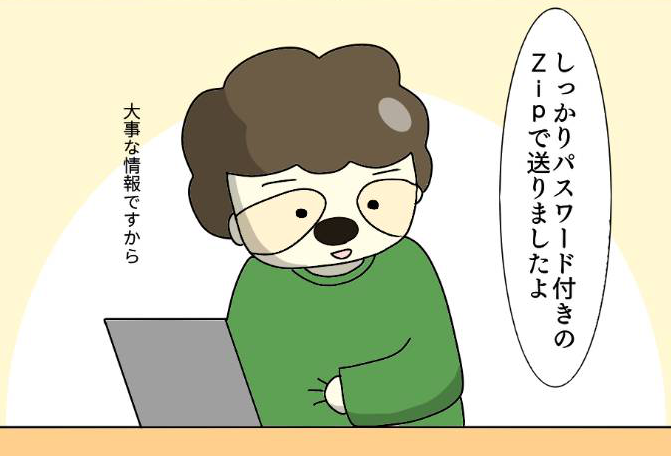 しっかりパスワード付きの
Zipで送りましたよ
大事な情報ですから